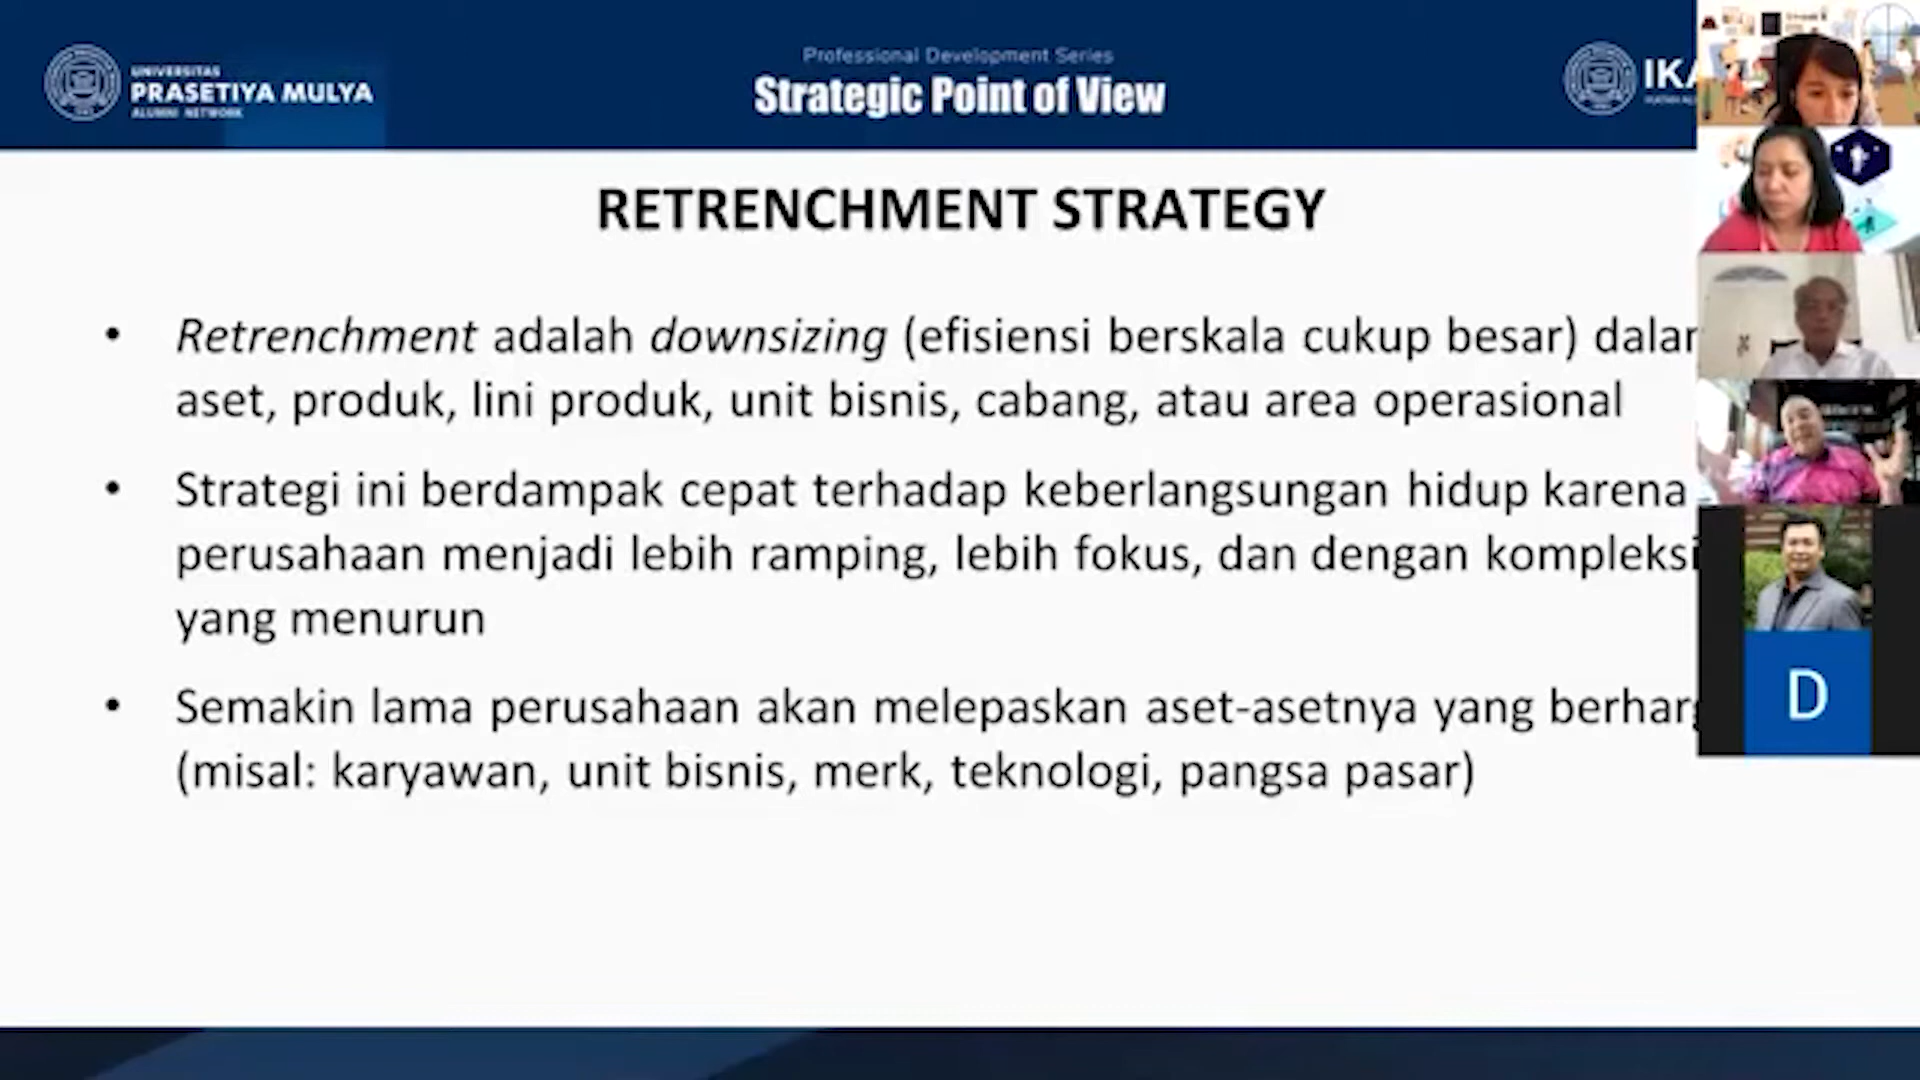 UNIVERSITAS
PRASETIYA MULYA
ALUMNI NETWORK
Professional Development Series
Strategic Point of View
IKA
RETRENCHMENT STRATEGY
• Retrenchment adalah downsizing (efisiensi berskala cukup besar)
aset, produk, lini produk, unit bisnis, cabang, atau area operasional
• Strategi ini berdampak cepat terhadap keberlangsungan hidup karena
perusahaan menjadi lebih ramping, lebih fokus, dan dengan
yang menurun
• Semakin lama perusahaan akan melepaskan aset-asetnya yang
(misal: karyawan, unit bisnis, merk, teknologi, pangsa pasar)
D